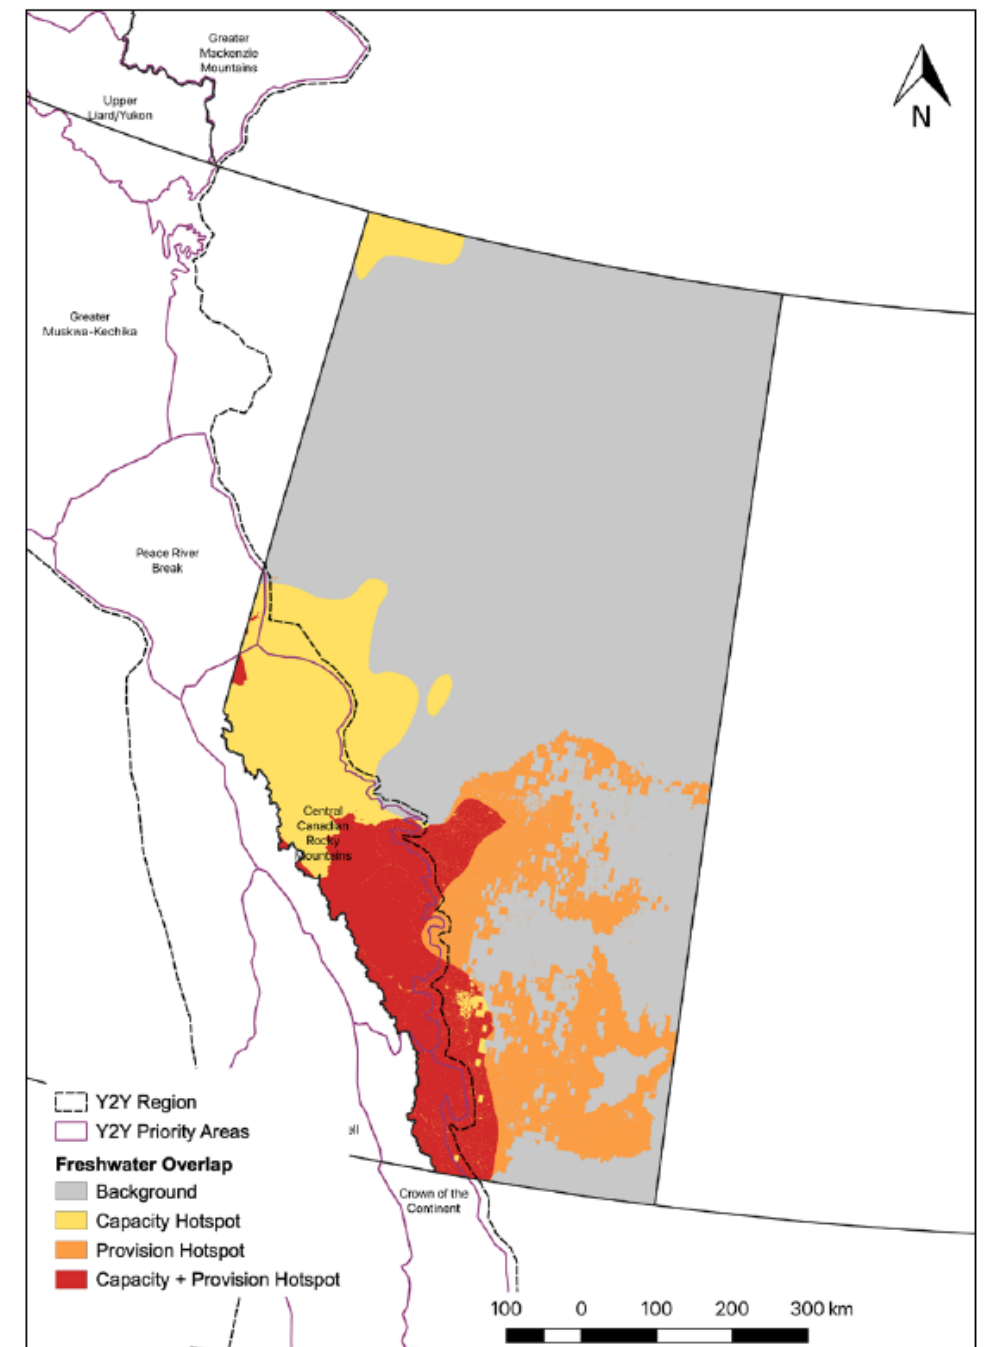 Greater
Mackenzie
Mountains
Upper
Liard/Yukon
N
Greater
Muskwa-Kechika
Peace River
Break
Central
Canadian
Rocky
Mountains
Y2Y Region
Y2Y Priority Areas
ell
Freshwater Overlap
Background
Capacity Hotspot
Provision Hotspot
Capacity + Provision Hotspot
Crown of the
Continent
100 0 100 200 300 km